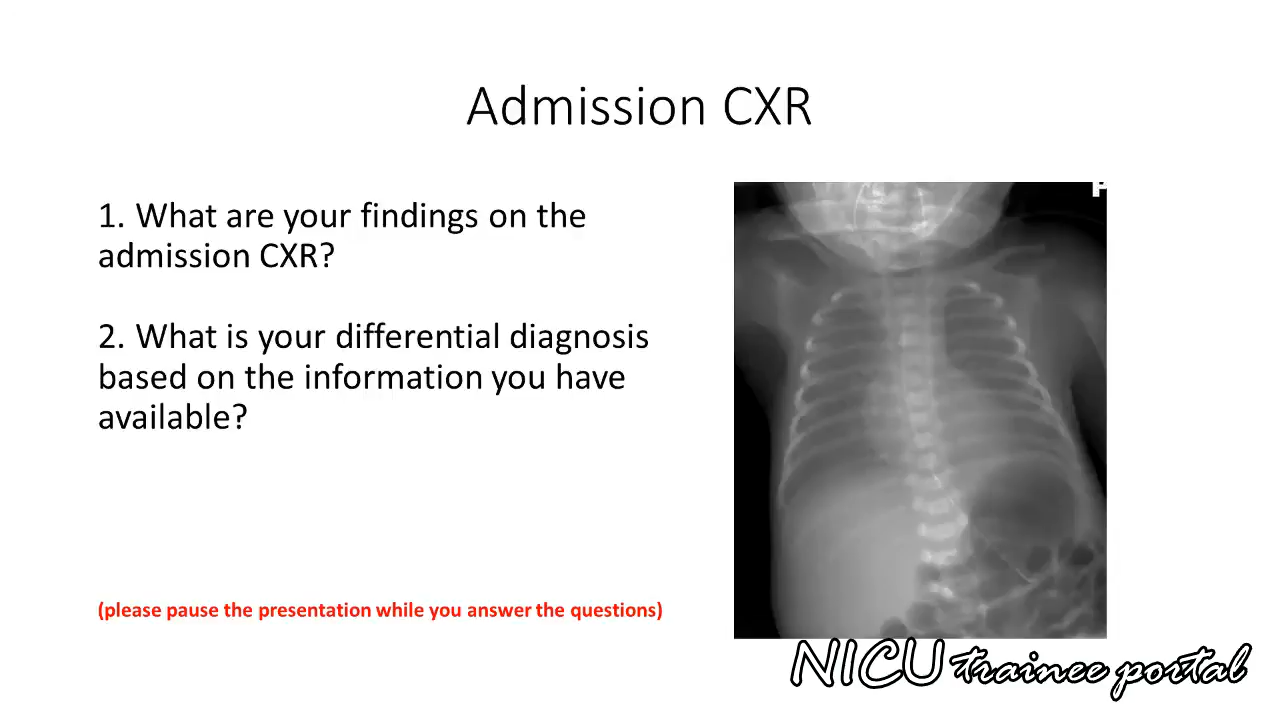 Admission CXR
1. What are your findings on the
admission CXR?
2. What is your differential diagnosis
based on the information you have
available?
(please pause the presentation while you answer the questions)
NICU trainee portal